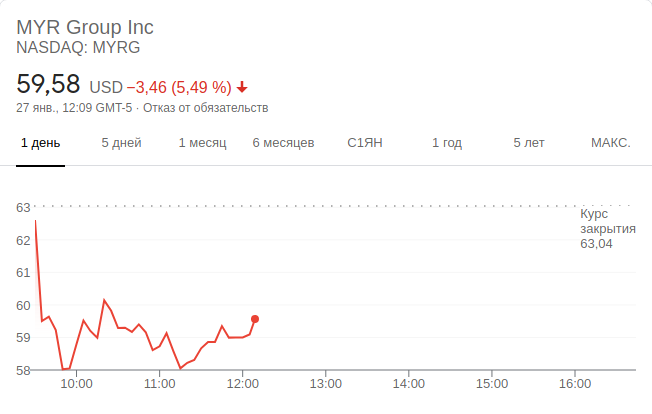 MYR Group Inc
NASDAQ: MYRG
59,58 USD −3,46 (5,49 %)
27 янв., 12:09 GMT-5 · Отказ от обязательств
1 день 5 дней 1 месяц 6 месяцев С1ЯН 1 год 5 лет МАКС.
63
Курс
закрытия
63,04
62
61
60
59
58
10:00 11:00 12:00 13:00 14:00 15:00 16:00